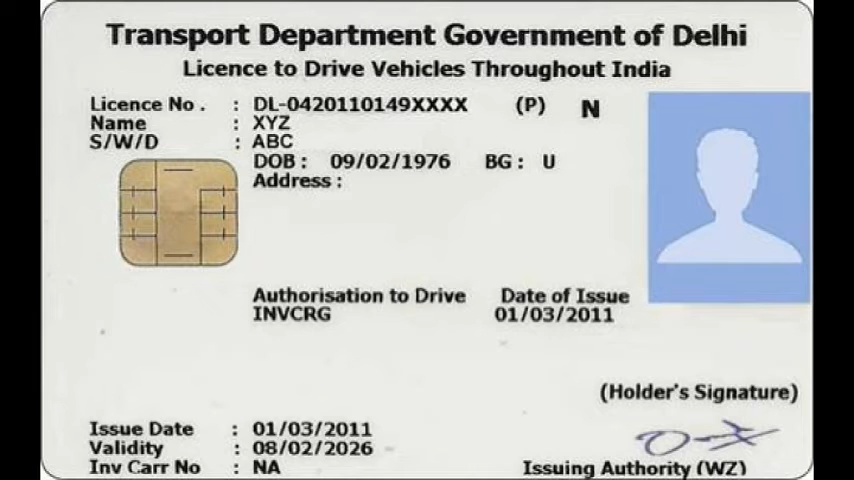 Transport Department Government of Delhi
Licence to Drive Vehicles Throughout India
Licence No . : DL-0420110149XXXX (P) N
Name : XYZ
S/W/D : ABC
DOB : 09/02/1976 BG : U
Address :
Authorisation to Drive Date of Issue
INVCRG 01/03/2011
(Holder's Signature)
Issue Date : 01/03/2011
Validity : 08/02/2026
Inv Carr No : NA
Issuing Authority (WZ)